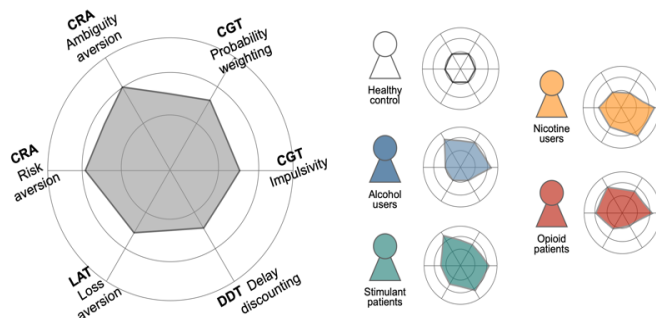 CRA
Ambiguity
aversion
CGT
Probability
weighting
CRA
Risk
aversion
CGT
Impulsivity
LAT
Loss
aversion
DDT Delay
discounting
Healthy
control
Nicotine
users
Alcohol
users
Opioid
patients
Stimulant
patients